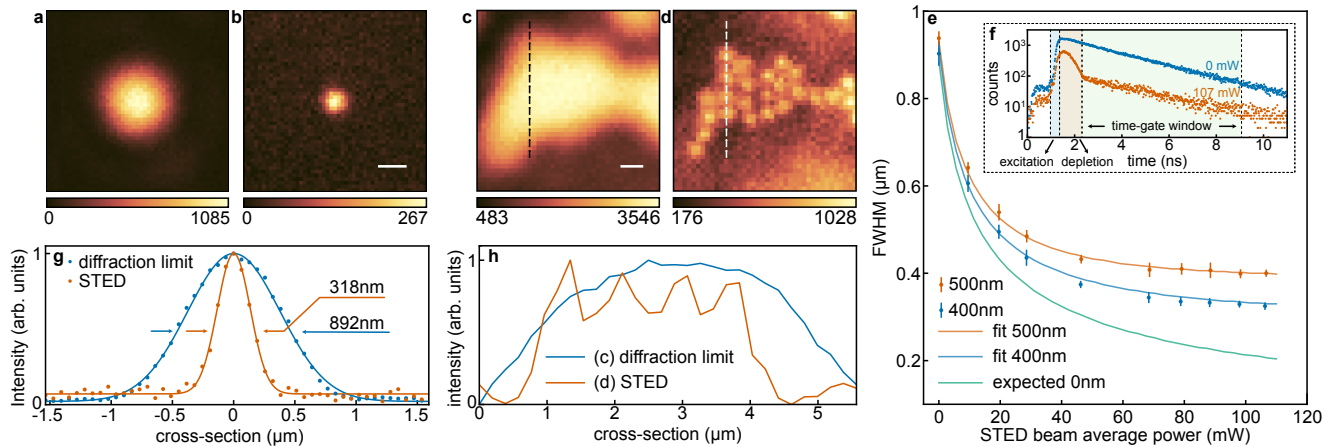 a
b
0 1085
0 267
c
d
483 3546
176 1028
e
FWHM (μm)
1
0.8
0.6
0.4
0.2
0 20 40 60 80 100 120
STED beam average power (mW)
500nm
400nm
fit 500nm
fit 400nm
expected 0nm
f
counts
10³
10²
10¹
1
0 mW
107 mW
time-gate window
0 2 4 6 8 10
excitation depletion time (ns)
g
Intensity (arb. units)
1
0
diffraction limit
STED
318nm
892nm
-1.5 -1 -0.5 0 0.5 1 1.5
cross-section (μm)
h
intensity (arb. units)
1
0
(c) diffraction limit
(d) STED
0 1 2 3 4 5
cross-section (μm)